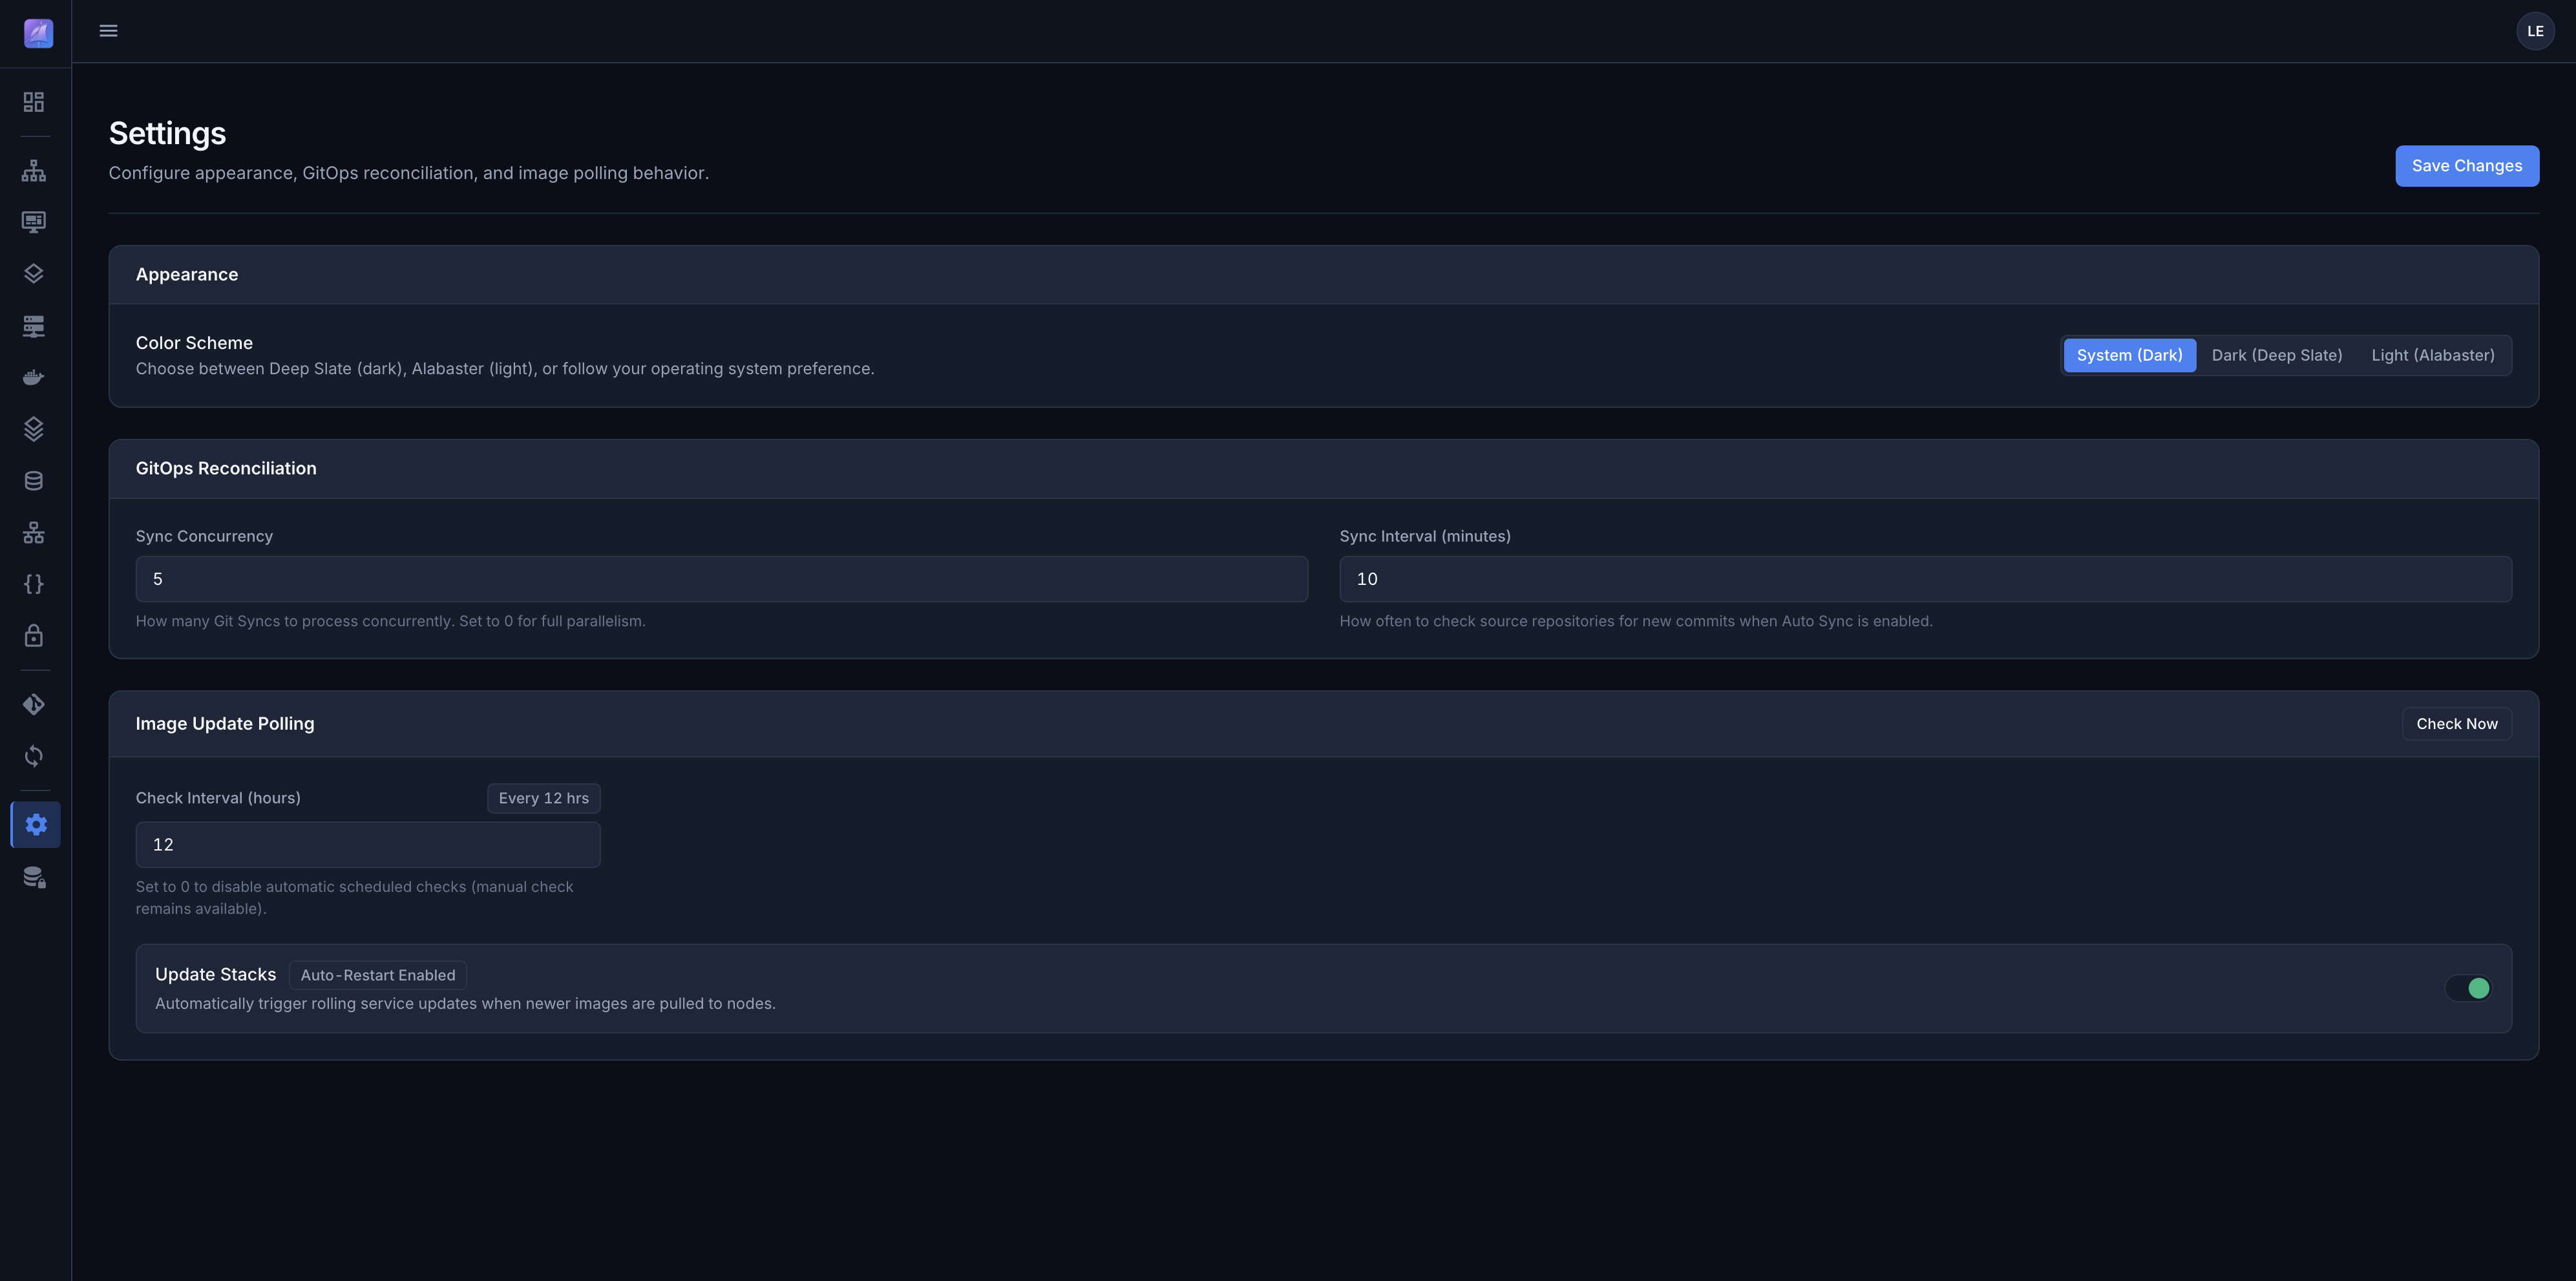 LE
Settings
Configure appearance, GitOps reconciliation, and image polling behavior.
Save Changes
Appearance
Color Scheme
Choose between Deep Slate (dark), Alabaster (light), or follow your operating system preference.
System (Dark) Dark (Deep Slate) Light (Alabaster)
GitOps Reconciliation
Sync Concurrency
5
How many Git Syncs to process concurrently. Set to 0 for full parallelism.
Sync Interval (minutes)
10
How often to check source repositories for new commits when Auto Sync is enabled.
Image Update Polling
Check Now
Check Interval (hours)
Every 12 hrs
12
Set to 0 to disable automatic scheduled checks (manual check
remains available).
Update Stacks
Auto-Restart Enabled
Automatically trigger rolling service updates when newer images are pulled to nodes.